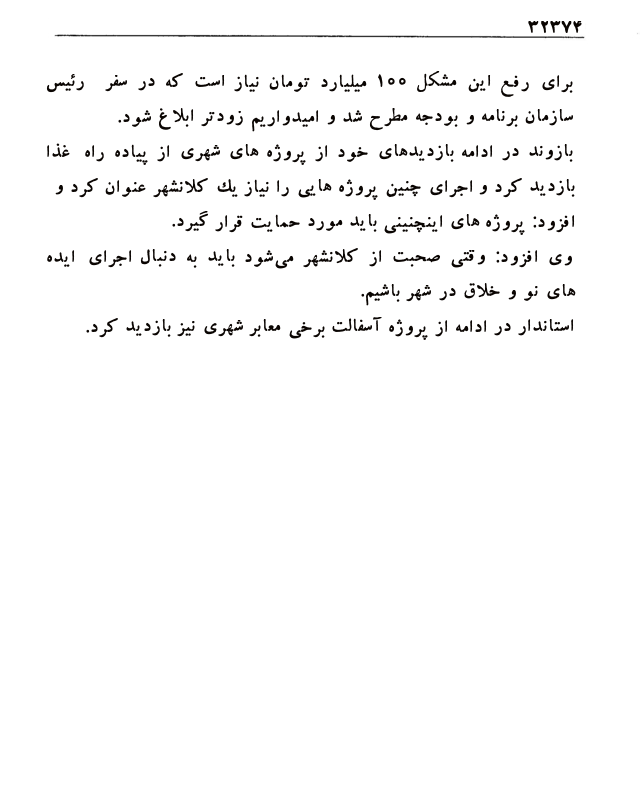 ۳۲۳۷۴
برای رفع این مشکل ۱۰۰ میلیارد تومان نیاز است که در سفر رئیس
سازمان برنامه و بودجه مطرح شد و امیدواریم زودتر ابلاغ شود.
بازوند در ادامه بازدیدهای خود از پروژه های شهری از پیاده راه غذا
بازدید کرد و اجرای چنین پروژه هایی را نیاز یك کلانشهر عنوان کرد و
افزود: پروژه های اینچنینی باید مورد حمایت قرار گیرد.
وی افزود: وقتی صحبت از کلانشهر می‌شود باید به دنبال اجرای ایده
های نو و خلاق در شهر باشیم.
استاندار در ادامه از پروژه آسفالت برخی معابر شهری نیز بازدید کرد.